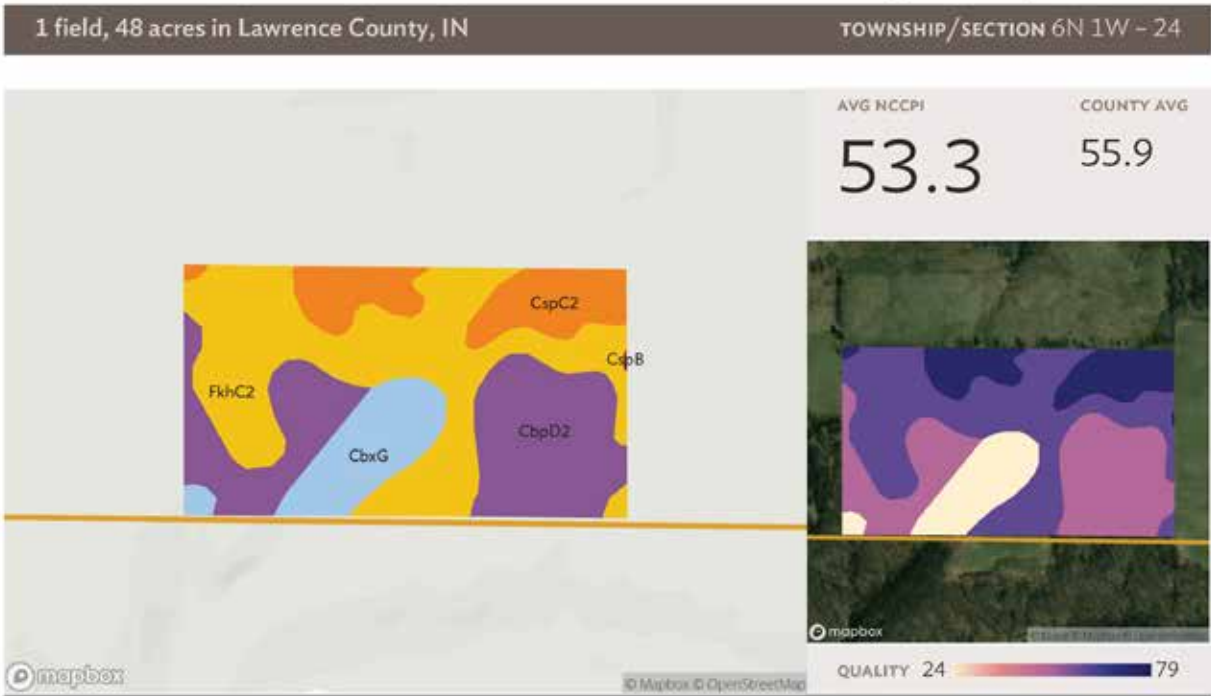 1 field, 48 acres in Lawrence County, IN
TOWNSHIP/SECTION 6N 1W – 24
AVG NCCPI
COUNTY AVG
53.3
55.9
CspC2
CspB
FkhC2
CbpD2
CbxG
mapbox
© Mapbox © OpenStreetMap
mapbox
QUALITY 24
79